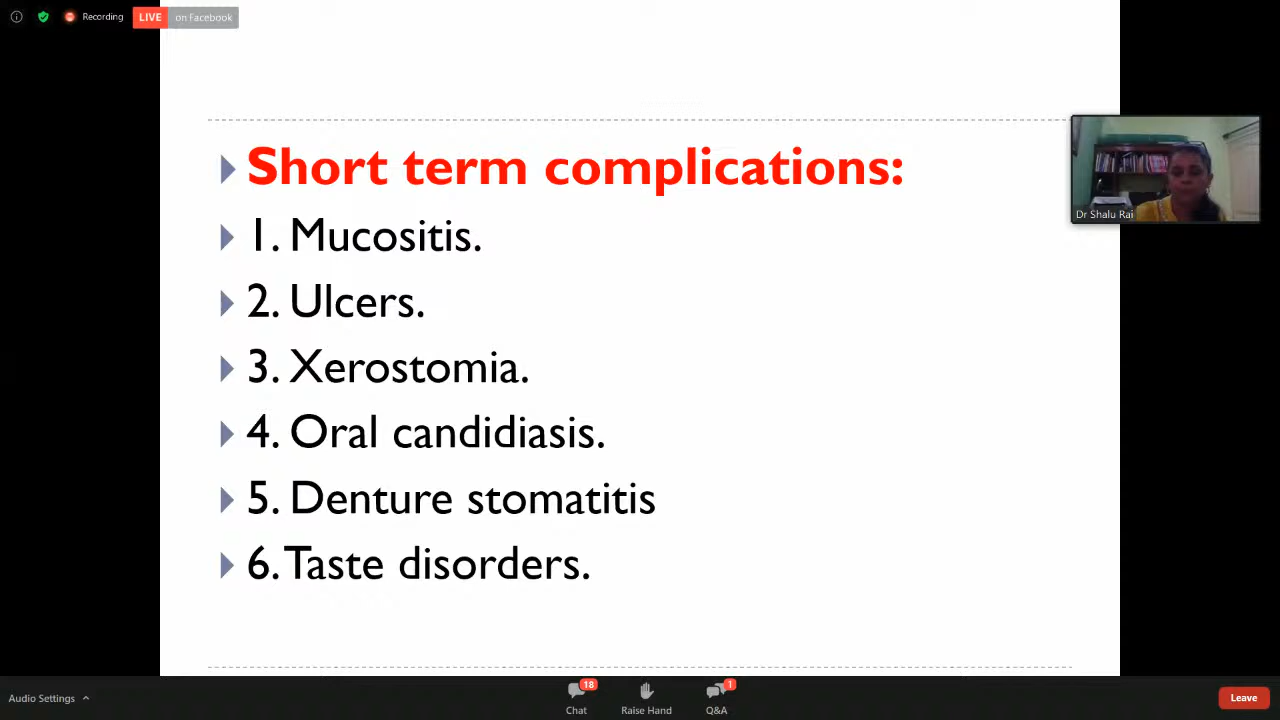 Recording
LIVE on Facebook
Short term complications:
1. Mucositis.
2. Ulcers.
3. Xerostomia.
4. Oral candidiasis.
5. Denture stomatitis
6. Taste disorders.
Dr Shalu Rai
Audio Settings
18
Chat
Raise Hand
1
Q&A
Leave